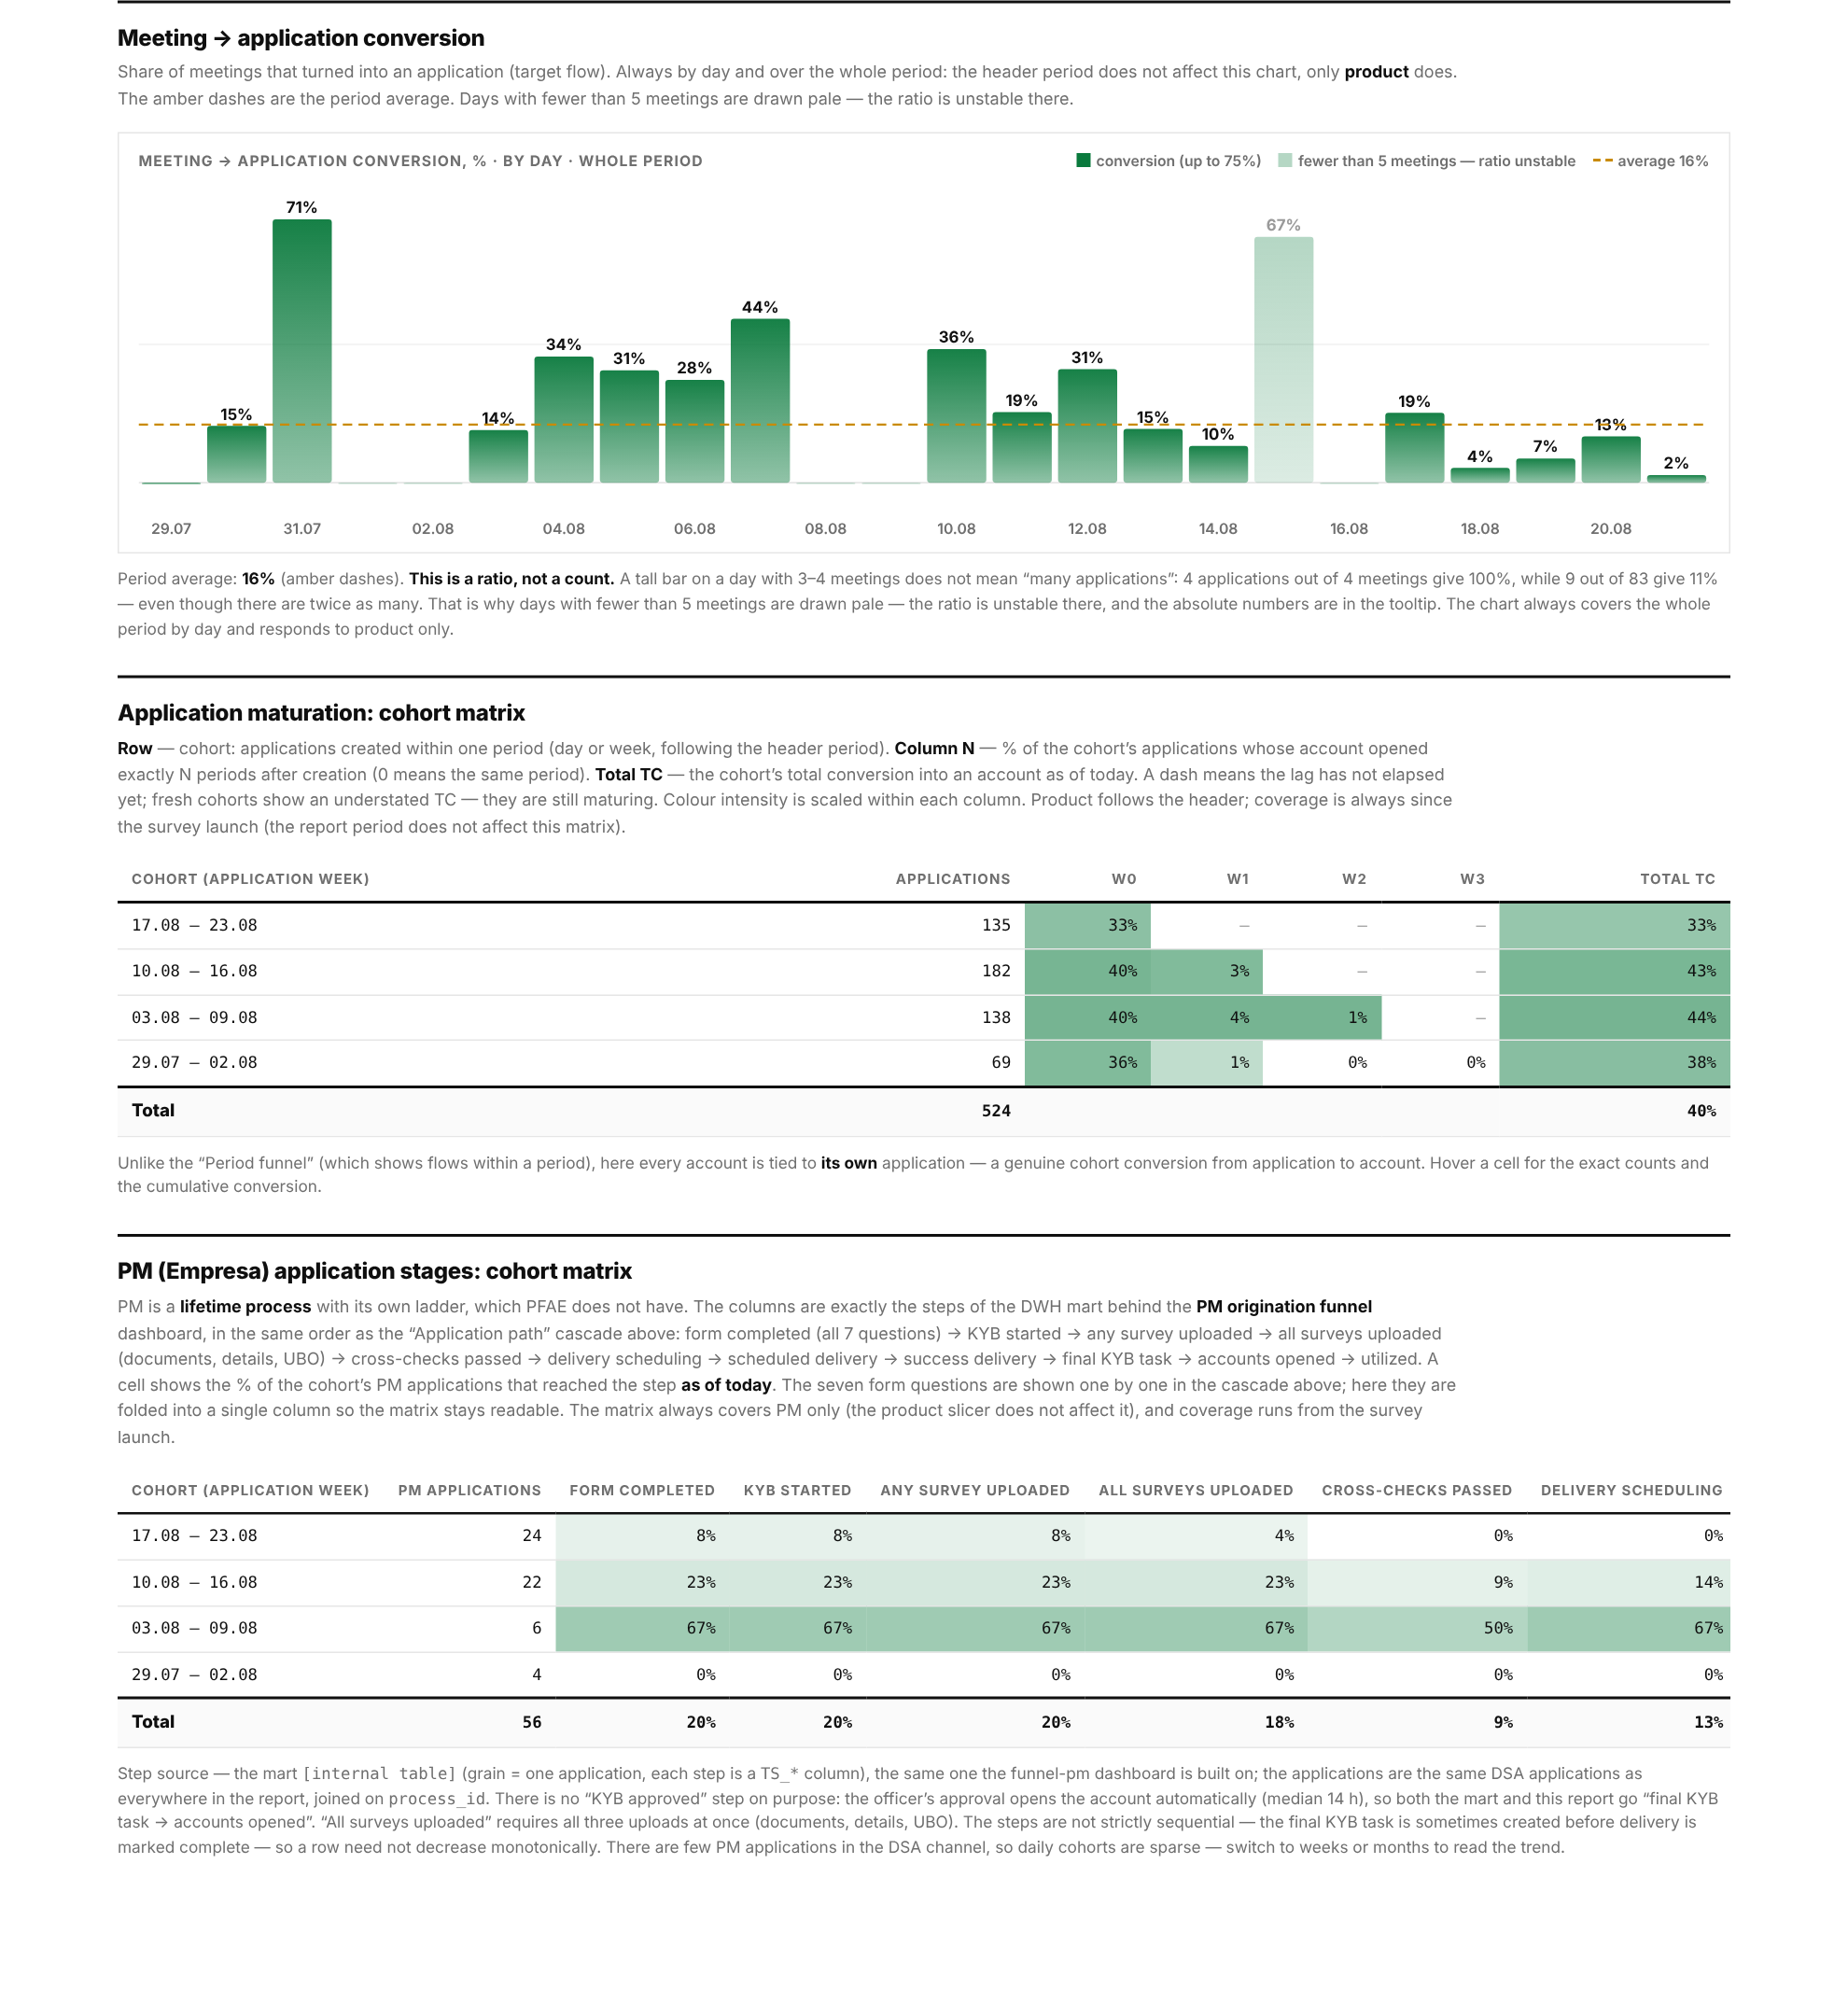 Meeting → application conversion
Share of meetings that turned into an application (target flow). Always by day and over the whole period: the header period does not affect this chart, only product does.
The amber dashes are the period average. Days with fewer than 5 meetings are drawn pale — the ratio is unstable there.
MEETING → APPLICATION CONVERSION, % · BY DAY · WHOLE PERIOD
conversion (up to 75%) fewer than 5 meetings — ratio unstable average 16%
15% 71% 14% 34% 31% 28% 44% 36% 19% 31% 15% 10% 67% 19% 4% 7% 13% 2%
29.07 31.07 02.08 04.08 06.08 08.08 10.08 12.08 14.08 16.08 18.08 20.08
Period average: 16% (amber dashes). This is a ratio, not a count. A tall bar on a day with 3–4 meetings does not mean “many applications”: 4 applications out of 4 meetings give 100%, while 9 out of 83 give 11%
— even though there are twice as many. That is why days with fewer than 5 meetings are drawn pale — the ratio is unstable there, and the absolute numbers are in the tooltip. The chart always covers the whole
period by day and responds to product only.
Application maturation: cohort matrix
Row — cohort: applications created within one period (day or week, following the header period). Column N — % of the cohort’s applications whose account opened
exactly N periods after creation (0 means the same period). Total TC — the cohort’s total conversion into an account as of today. A dash means the lag has not elapsed
yet; fresh cohorts show an understated TC — they are still maturing. Colour intensity is scaled within each column. Product follows the header; coverage is always since
the survey launch (the report period does not affect this matrix).
COHORT (APPLICATION WEEK) APPLICATIONS W0 W1 W2 W3 TOTAL TC
17.08 – 23.08 135 33% – – – 33%
10.08 – 16.08 182 40% 3% – – 43%
03.08 – 09.08 138 40% 4% 1% – 44%
29.07 – 02.08 69 36% 1% 0% 0% 38%
Total 524 40%
Unlike the “Period funnel” (which shows flows within a period), here every account is tied to its own application — a genuine cohort conversion from application to account. Hover a cell for the exact counts and
the cumulative conversion.
PM (Empresa) application stages: cohort matrix
PM is a lifetime process with its own ladder, which PFAE does not have. The columns are exactly the steps of the DWH mart behind the PM origination funnel
dashboard, in the same order as the “Application path” cascade above: form completed (all 7 questions) → KYB started → any survey uploaded → all surveys uploaded
(documents, details, UBO) → cross-checks passed → delivery scheduling → scheduled delivery → success delivery → final KYB task → accounts opened → utilized. A
cell shows the % of the cohort’s PM applications that reached the step as of today. The seven form questions are shown one by one in the cascade above; here they are
folded into a single column so the matrix stays readable. The matrix always covers PM only (the product slicer does not affect it), and coverage runs from the survey
launch.
COHORT (APPLICATION WEEK) PM APPLICATIONS FORM COMPLETED KYB STARTED ANY SURVEY UPLOADED ALL SURVEYS UPLOADED CROSS-CHECKS PASSED DELIVERY SCHEDULING
17.08 – 23.08 24 8% 8% 8% 4% 0% 0%
10.08 – 16.08 22 23% 23% 23% 23% 9% 14%
03.08 – 09.08 6 67% 67% 67% 67% 50% 67%
29.07 – 02.08 4 0% 0% 0% 0% 0% 0%
Total 56 20% 20% 20% 18% 9% 13%
Step source — the mart [internal table] (grain = one application, each step is a TS_* column), the same one the funnel-pm dashboard is built on; the applications are the same DSA applications as
everywhere in the report, joined on process_id. There is no “KYB approved” step on purpose: the officer’s approval opens the account automatically (median 14 h), so both the mart and this report go “final KYB
task → accounts opened”. “All surveys uploaded” requires all three uploads at once (documents, details, UBO). The steps are not strictly sequential — the final KYB task is sometimes created before delivery is
marked complete — so a row need not decrease monotonically. There are few PM applications in the DSA channel, so daily cohorts are sparse — switch to weeks or months to read the trend.